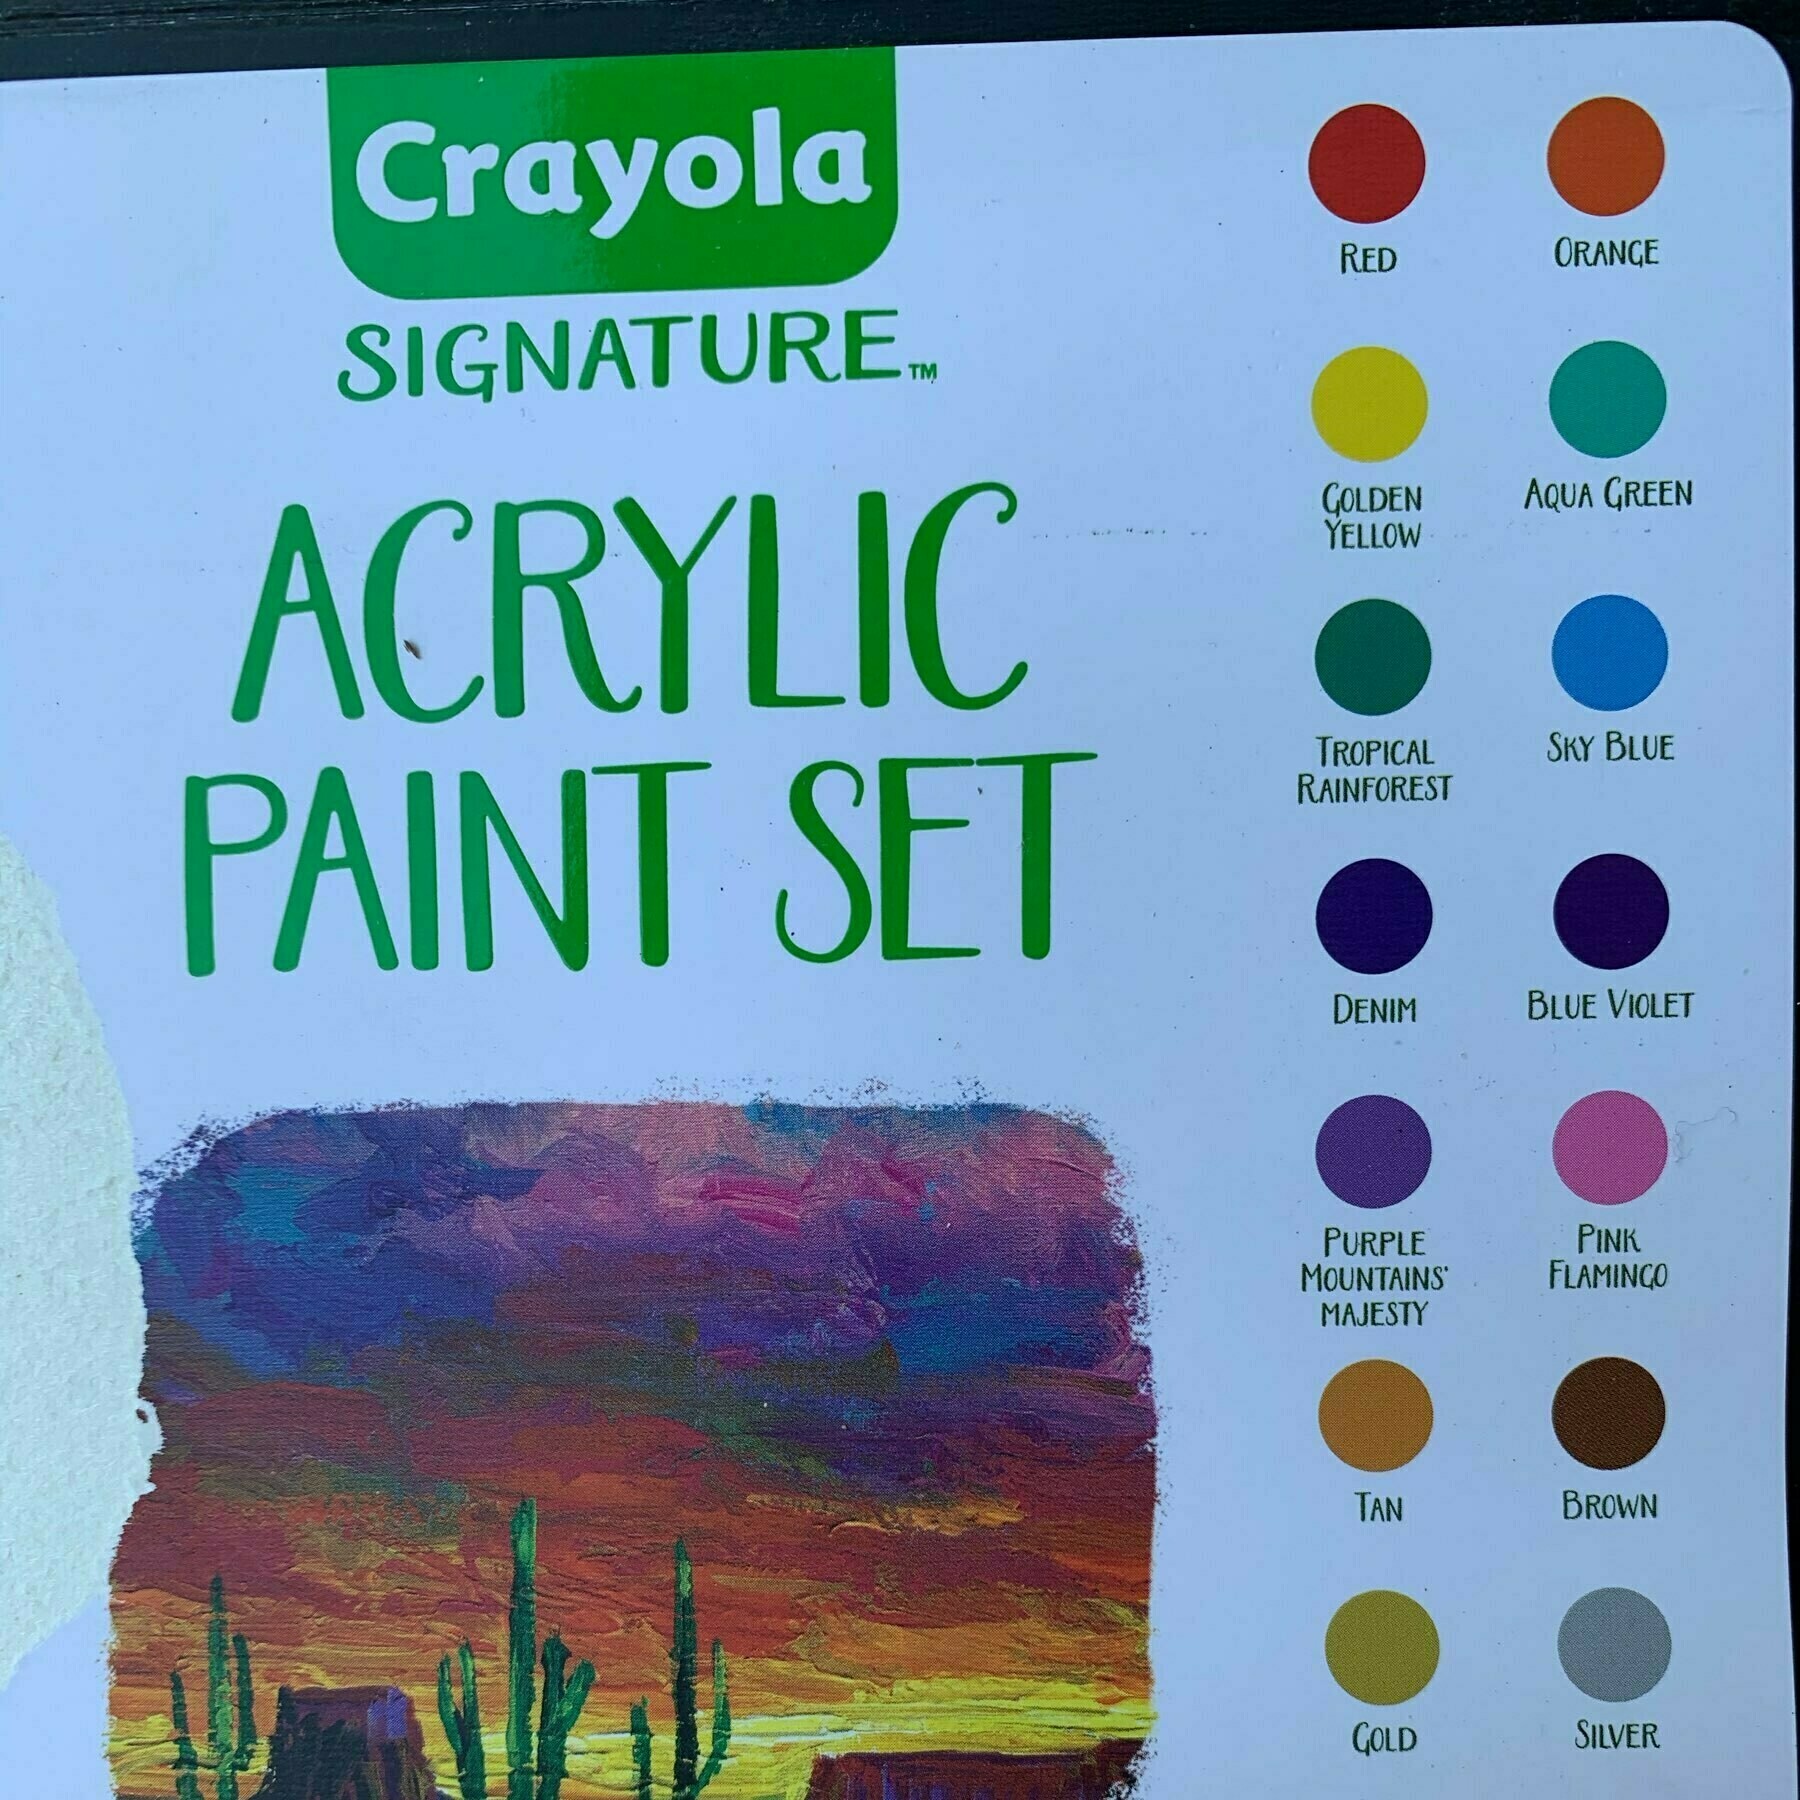 Crayola
SIGNATURE™
ACRYLIC
PAINT SET
RED
ORANGE
GOLDEN
YELLOW
AQUA GREEN
TROPICAL
RAINFOREST
SKY BLUE
DENIM
BLUE VIOLET
PURPLE
MOUNTAINS'
MAJESTY
PINK
FLAMINGO
TAN
BROWN
GOLD
SILVER